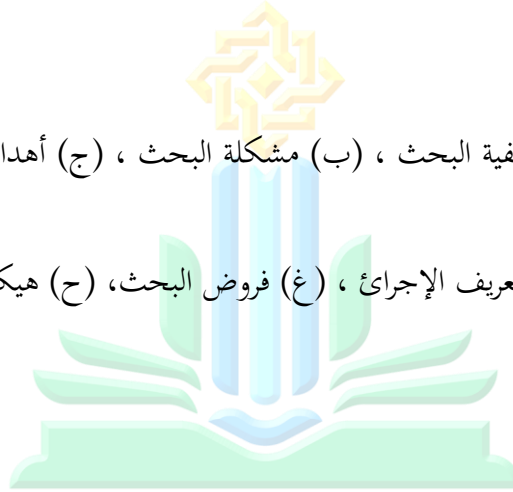 فية البحث ، (ب) مشكلة البحث ، (ج) أهدا
عريف الإجرائ ، (غ) فروض البحث، (ح) هيك